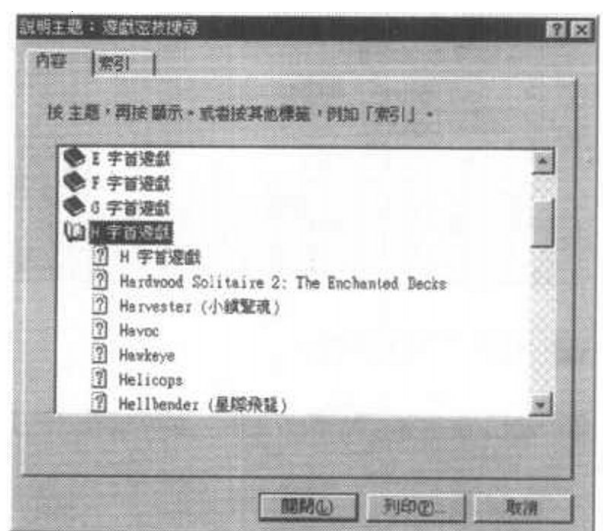 說明主題：遊戲密技搜尋
內容 索引
按 主題，再按 顯示。或者按其他標籤，例如「索引」。
E 字首遊戲
F 字首遊戲
G 字首遊戲
H 字首遊戲
H 字首遊戲
Hardwood Solitaire 2: The Enchanted Decks
Harvester (小鎮驚魂)
Havoc
Hawkeye
Helicops
Hellbender (星際飛龍)
關閉(L) 列印(P)... 取消